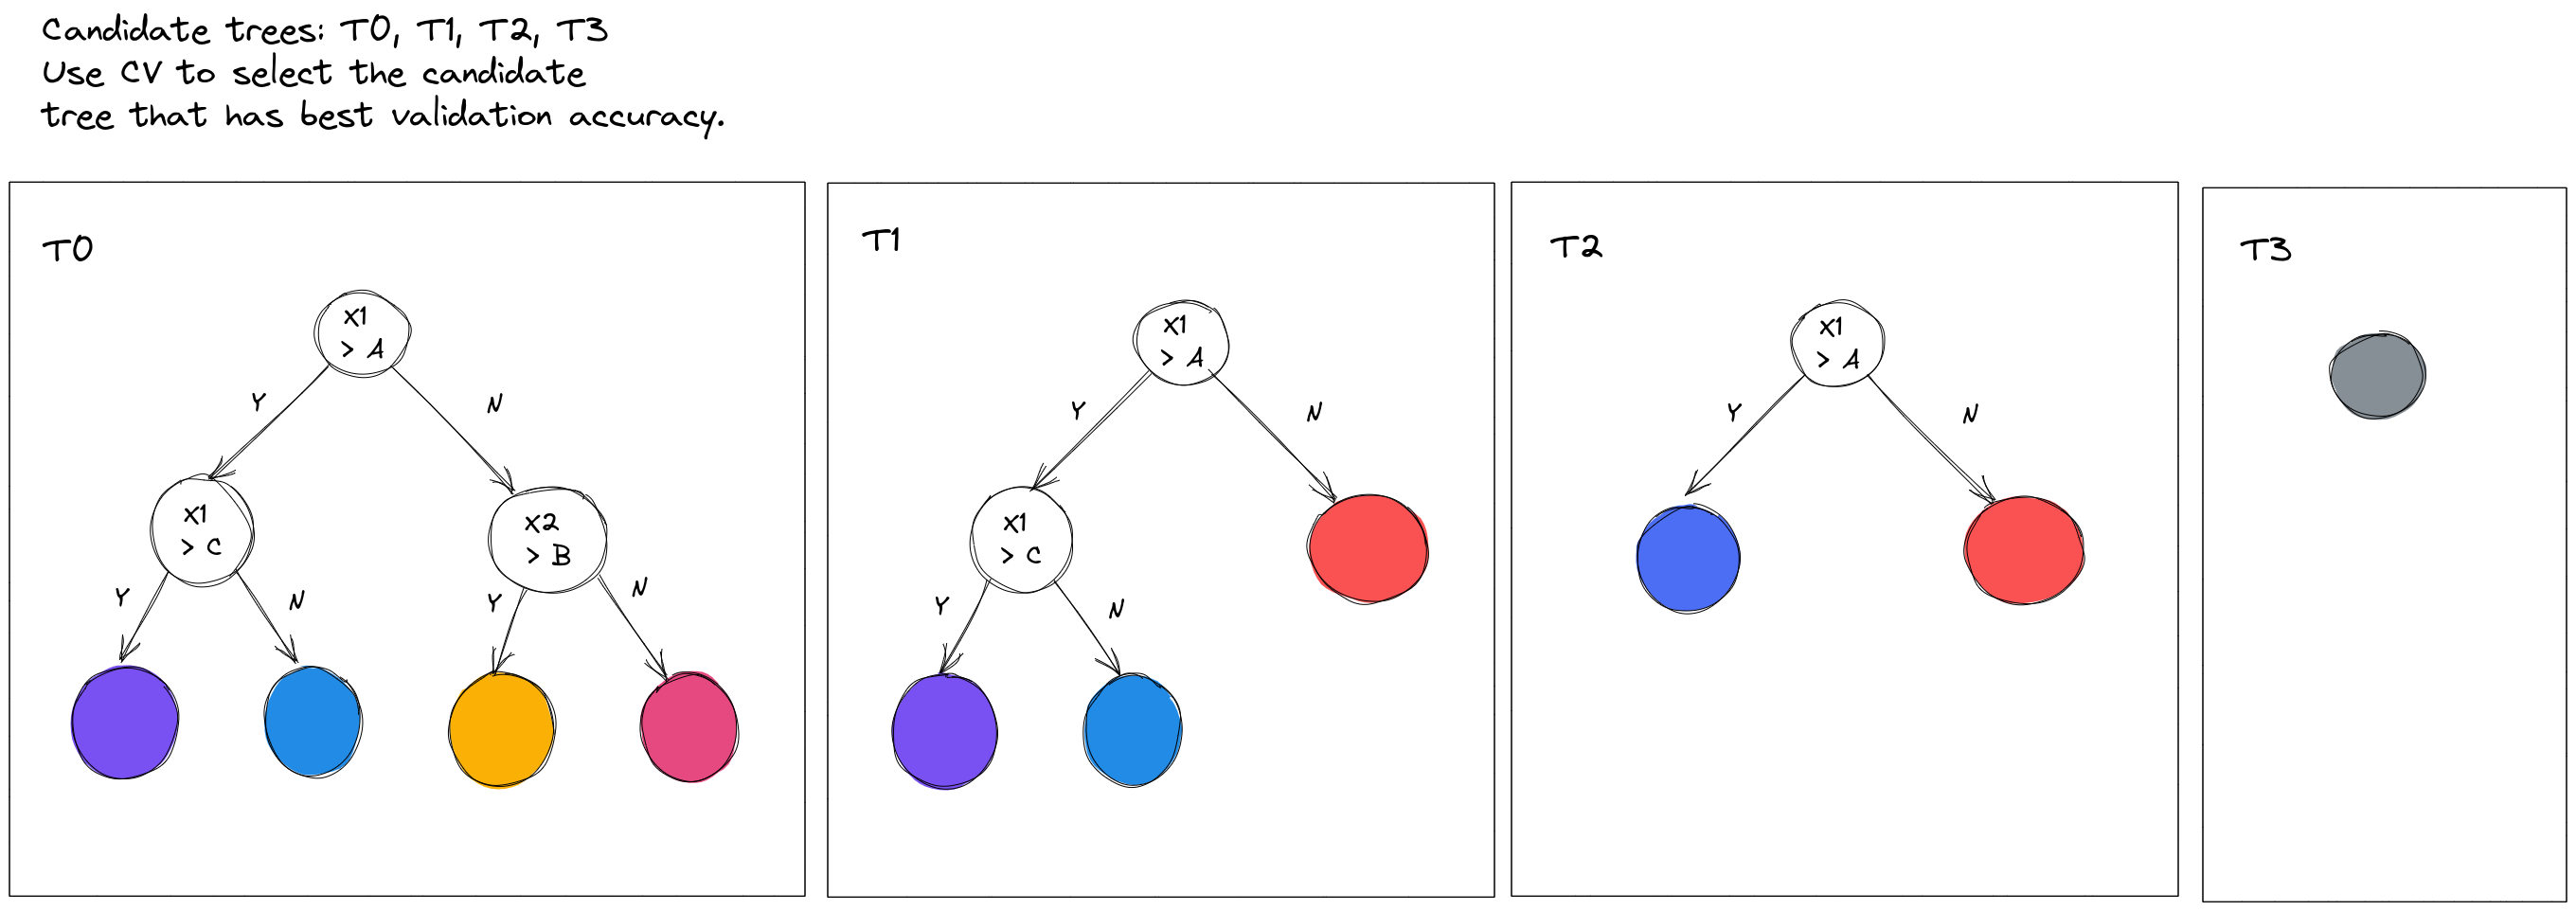 Candidate trees: T0, T1, T2, T3
Use CV to select the candidate
tree that has best validation accuracy.
T0
x1
> A
Y
N
x1
> C
x2
> B
Y
N
Y
N
T1
x1
> A
Y
N
x1
> C
Y
N
T2
x1
> A
Y
N
T3